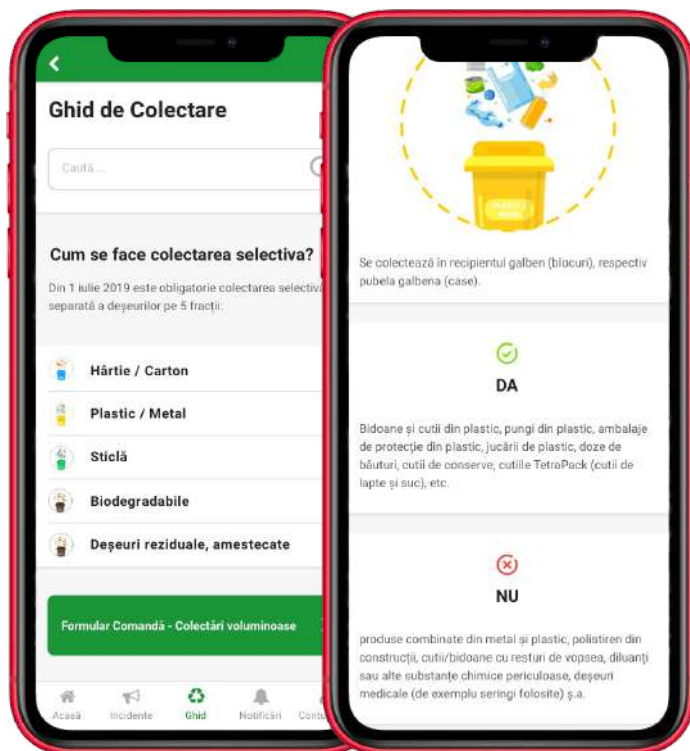 Ghid de Colectare
Caută ...
Cum se face colectarea selectiva?
Din 1 iulie 2019 este obligatorie colectarea selectivă
separată a deșeurilor pe 5 fracții:
Hârtie / Carton
Plastic / Metal
Sticlă
Biodegradabile
Deșeuri reziduale, amestecate
Formular Comandă - Colectări voluminoase
Acasă
Incidente
Ghid
Notificări
Se colectează în recipientul galben (blocuri), respectiv
pubela galbena (case).
DA
Bidoane și cutii din plastic, pungi din plastic, ambalaje
de protecție din plastic, jucării de plastic, doze de
băuturi, cutii de conserve, cutiile TetraPack (cutii de
lapte și suc), etc.
NU
produse combinate din metal și plastic, polistiren din
construcții, cutii/bidoane cu resturi de vopsea, diluanți
sau alte substanțe chimice periculoase, deșeuri
medicale (de exemplu seringi folosite) ș.a.